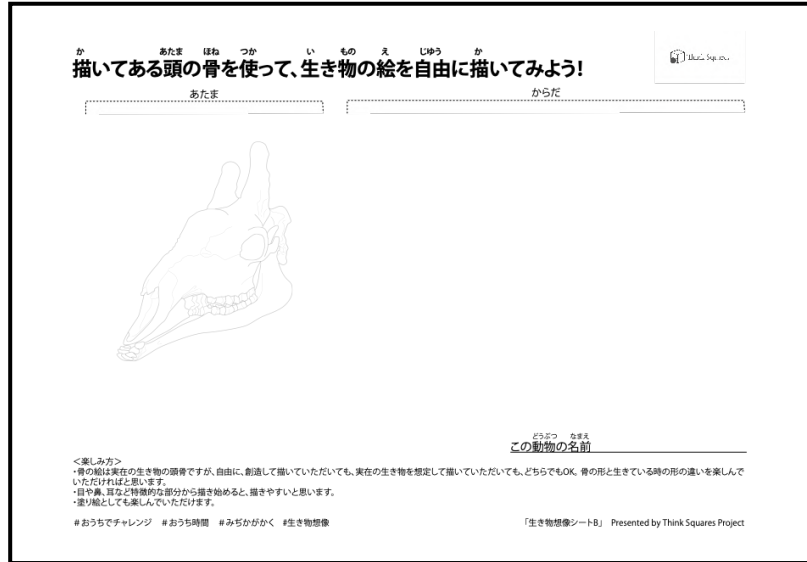 か あたま ほね つか い もの え じゆう か
描いてある頭の骨を使って、生き物の絵を自由に描いてみよう!
Think Squares
あたま からだ
どうぶつ なまえ
この動物の名前
＜楽しみ方＞
・骨の絵は実在の生き物の頭骨ですが、自由に、創造して描いていただいても、実在の生き物を想定して描いていただいても、どちらでもOK。骨の形と生きている時の形の違いを楽しんで
いただければと思います。
・目や鼻、耳など特徴的な部分から描き始めると、描きやすいと思います。
・塗り絵としても楽しんでいただけます。
#おうちでチャレンジ #おうち時間 #みぢかがかく #生き物想像
「生き物想像シートB」 Presented by Think Squares Project